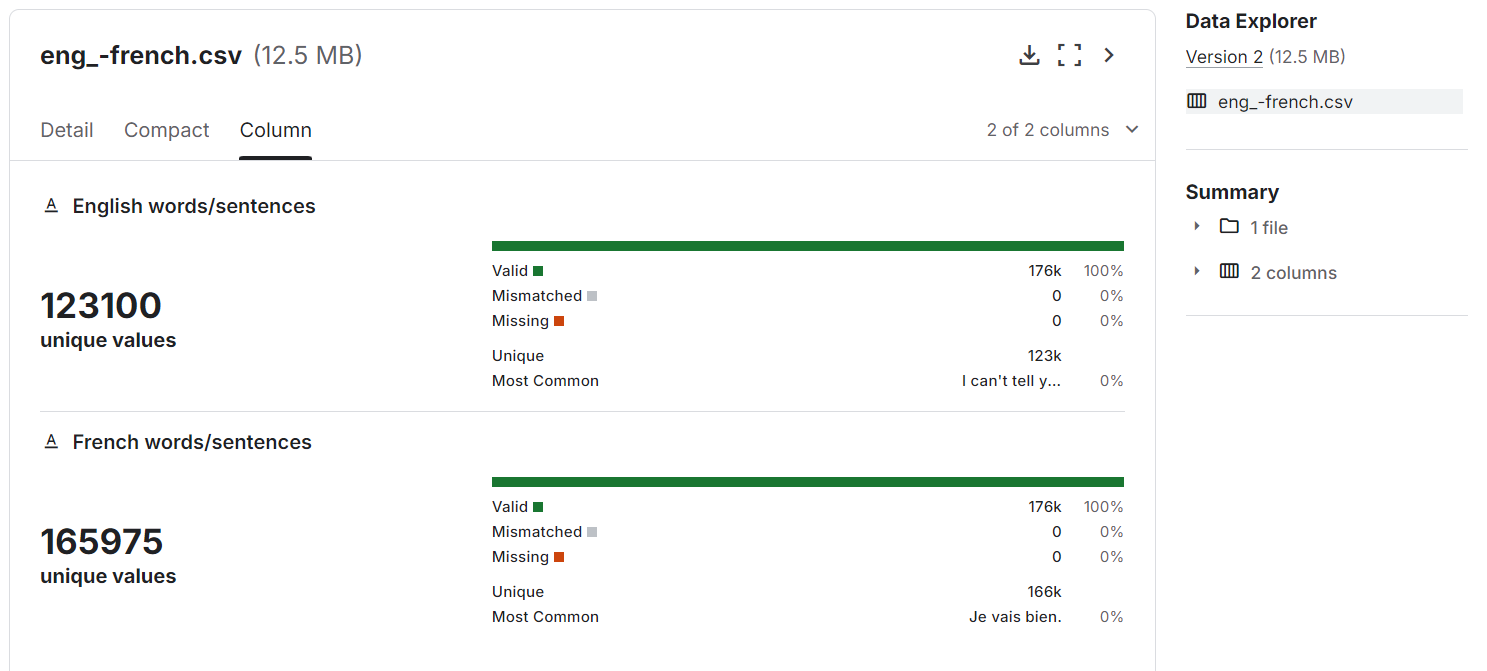 eng_-french.csv (12.5 MB)
Detail Compact Column
2 of 2 columns
English words/sentences
123100
unique values
Valid 176k 100%
Mismatched 0 0%
Missing 0 0%
Unique 123k
Most Common I can't tell y... 0%
French words/sentences
165975
unique values
Valid 176k 100%
Mismatched 0 0%
Missing 0 0%
Unique 166k
Most Common Je vais bien. 0%
Data Explorer
Version 2 (12.5 MB)
eng_-french.csv
Summary
1 file
2 columns